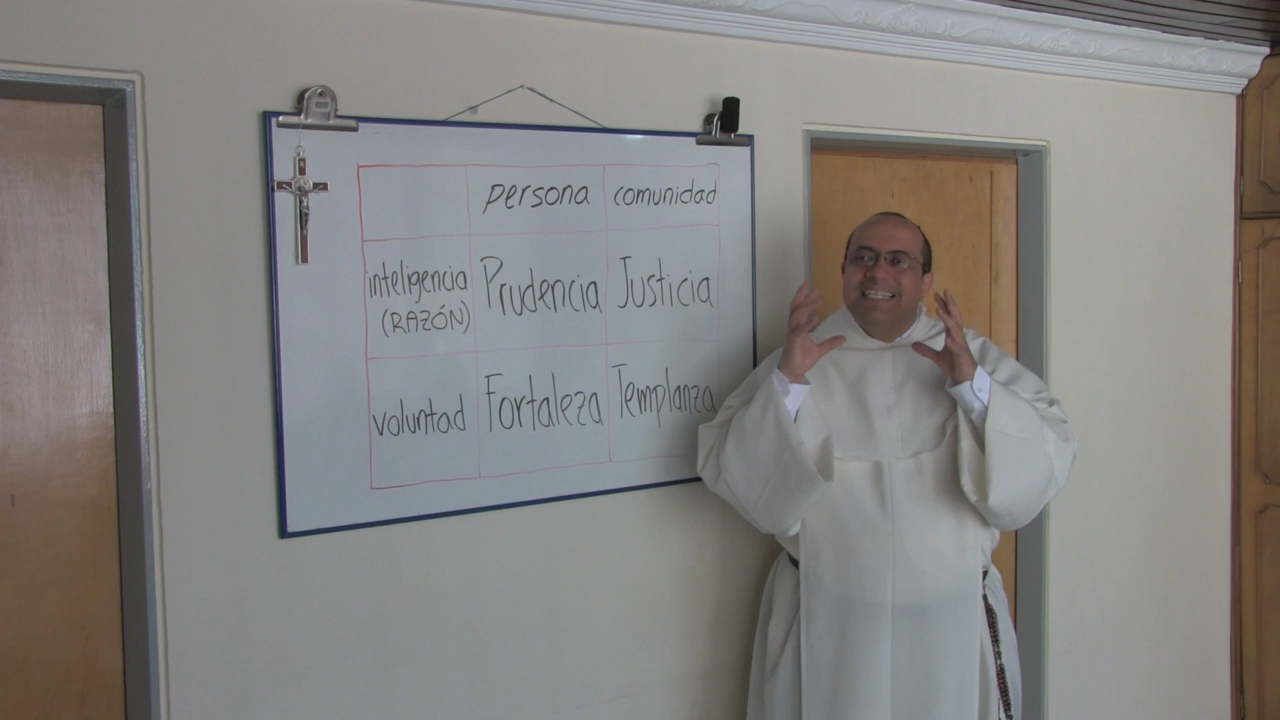 persona comunidad
inteligencia Prudencia Justicia
(RAZÓN)
voluntad Fortaleza Templanza